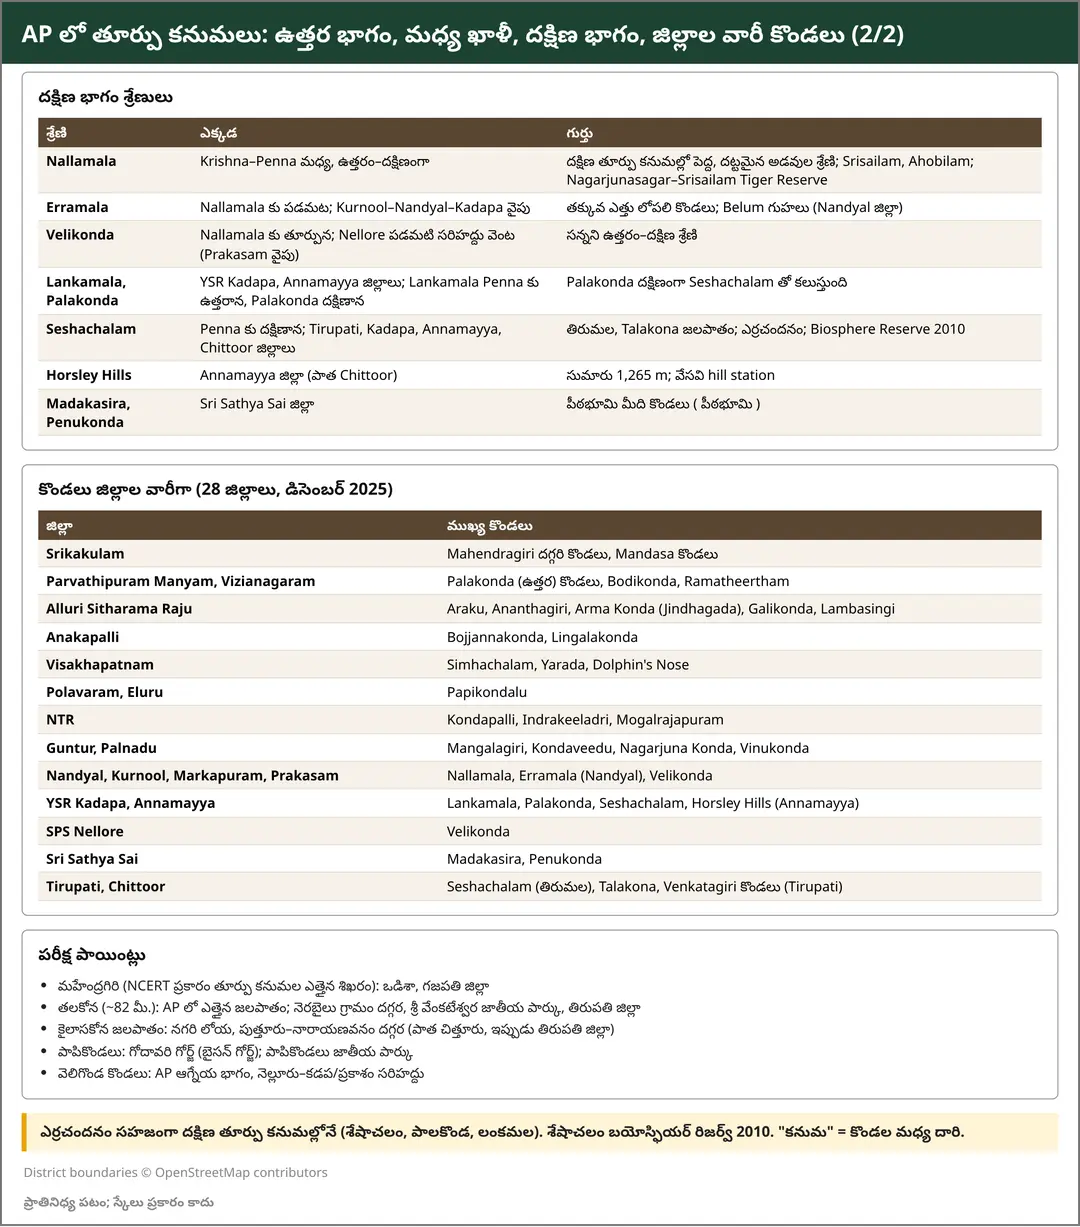 AP లో తూర్పు కనుమలు: ఉత్తర భాగం, మధ్య ఖాళీ, దక్షిణ భాగం, జిల్లాల వారీ కొండలు (2/2)
దక్షిణ భాగం శ్రేణులు
శ్రేణి ఎక్కడ గుర్తు
Nallamala Krishna–Penna మధ్య, ఉత్తరం–దక్షిణంగా దక్షిణ తూర్పు కనుమల్లో పెద్ద, దట్టమైన అడవుల శ్రేణి; Srisailam, Ahobilam;
Nagarjunasagar–Srisailam Tiger Reserve
Erramala Nallamala కు పడమట; Kurnool–Nandyal–Kadapa వైపు తక్కువ ఎత్తు లోపలి కొండలు; Belum గుహలు (Nandyal జిల్లా)
Velikonda Nallamala కు తూర్పున; Nellore పడమటి సరిహద్దు వెంట సన్నని ఉత్తరం–దక్షిణ శ్రేణి
(Prakasam వైపు)
Lankamala, YSR Kadapa, Annamayya జిల్లాలు; Lankamala Penna కు Palakonda దక్షిణంగా Seshachalam తో కలుస్తుంది
Palakonda ఉత్తరాన, Palakonda దక్షిణాన
Seshachalam Penna కు దక్షిణాన; Tirupati, Kadapa, Annamayya, తిరుమల, Talakona జలపాతం; ఎర్రచందనం; Biosphere Reserve 2010
Chittoor జిల్లాలు
Horsley Hills Annamayya జిల్లా (పాత Chittoor) సుమారు 1,265 m; వేసవి hill station
Madakasira, Sri Sathya Sai జిల్లా పీఠభూమి మీది కొండలు ( పీఠభూమి )
Penukonda
కొండలు జిల్లాల వారీగా (28 జిల్లాలు, డిసెంబర్ 2025)
జిల్లా ముఖ్య కొండలు
Srikakulam Mahendragiri దగ్గరి కొండలు, Mandasa కొండలు
Parvathipuram Manyam, Vizianagaram Palakonda (ఉత్తర) కొండలు, Bodikonda, Ramatheertham
Alluri Sitharama Raju Araku, Ananthagiri, Arma Konda (Jindhagada), Galikonda, Lambasingi
Anakapalli Bojjannakonda, Lingalakonda
Visakhapatnam Simhachalam, Yarada, Dolphin's Nose
Polavaram, Eluru Papikondalu
NTR Kondapalli, Indrakeeladri, Mogalrajapuram
Guntur, Palnadu Mangalagiri, Kondaveedu, Nagarjuna Konda, Vinukonda
Nandyal, Kurnool, Markapuram, Prakasam Nallamala, Erramala (Nandyal), Velikonda
YSR Kadapa, Annamayya Lankamala, Palakonda, Seshachalam, Horsley Hills (Annamayya)
SPS Nellore Velikonda
Sri Sathya Sai Madakasira, Penukonda
Tirupati, Chittoor Seshachalam (తిరుమల), Talakona, Venkatagiri కొండలు (Tirupati)
పరీక్ష పాయింట్లు
• మహేంద్రగిరి (NCERT ప్రకారం తూర్పు కనుమల ఎత్తైన శిఖరం): ఒడిశా, గజపతి జిల్లా
• తలకోన (~82 మీ.): AP లో ఎత్తైన జలపాతం; నెరబైలు గ్రామం దగ్గర, శ్రీ వేంకటేశ్వర జాతీయ పార్కు, తిరుపతి జిల్లా
• కైలాసకోన జలపాతం: నగరి లోయ, పుత్తూరు–నారాయణవనం దగ్గర (పాత చిత్తూరు, ఇప్పుడు తిరుపతి జిల్లా)
• పాపికొండలు: గోదావరి గోర్జ్ (బైసన్ గోర్జ్); పాపికొండలు జాతీయ పార్కు
• వెలిగొండ కొండలు: AP ఆగ్నేయ భాగం, నెల్లూరు–కడప/ప్రకాశం సరిహద్దు
ఎర్రచందనం సహజంగా దక్షిణ తూర్పు కనుమల్లోనే (శేషాచలం, పాలకొండ, లంకమల). శేషాచలం బయోస్ఫియర్ రిజర్వ్ 2010. "కనుమ" = కొండల మధ్య దారి.
District boundaries © OpenStreetMap contributors
ప్రాతినిధ్య పటం; స్కేలు ప్రకారం కాదు